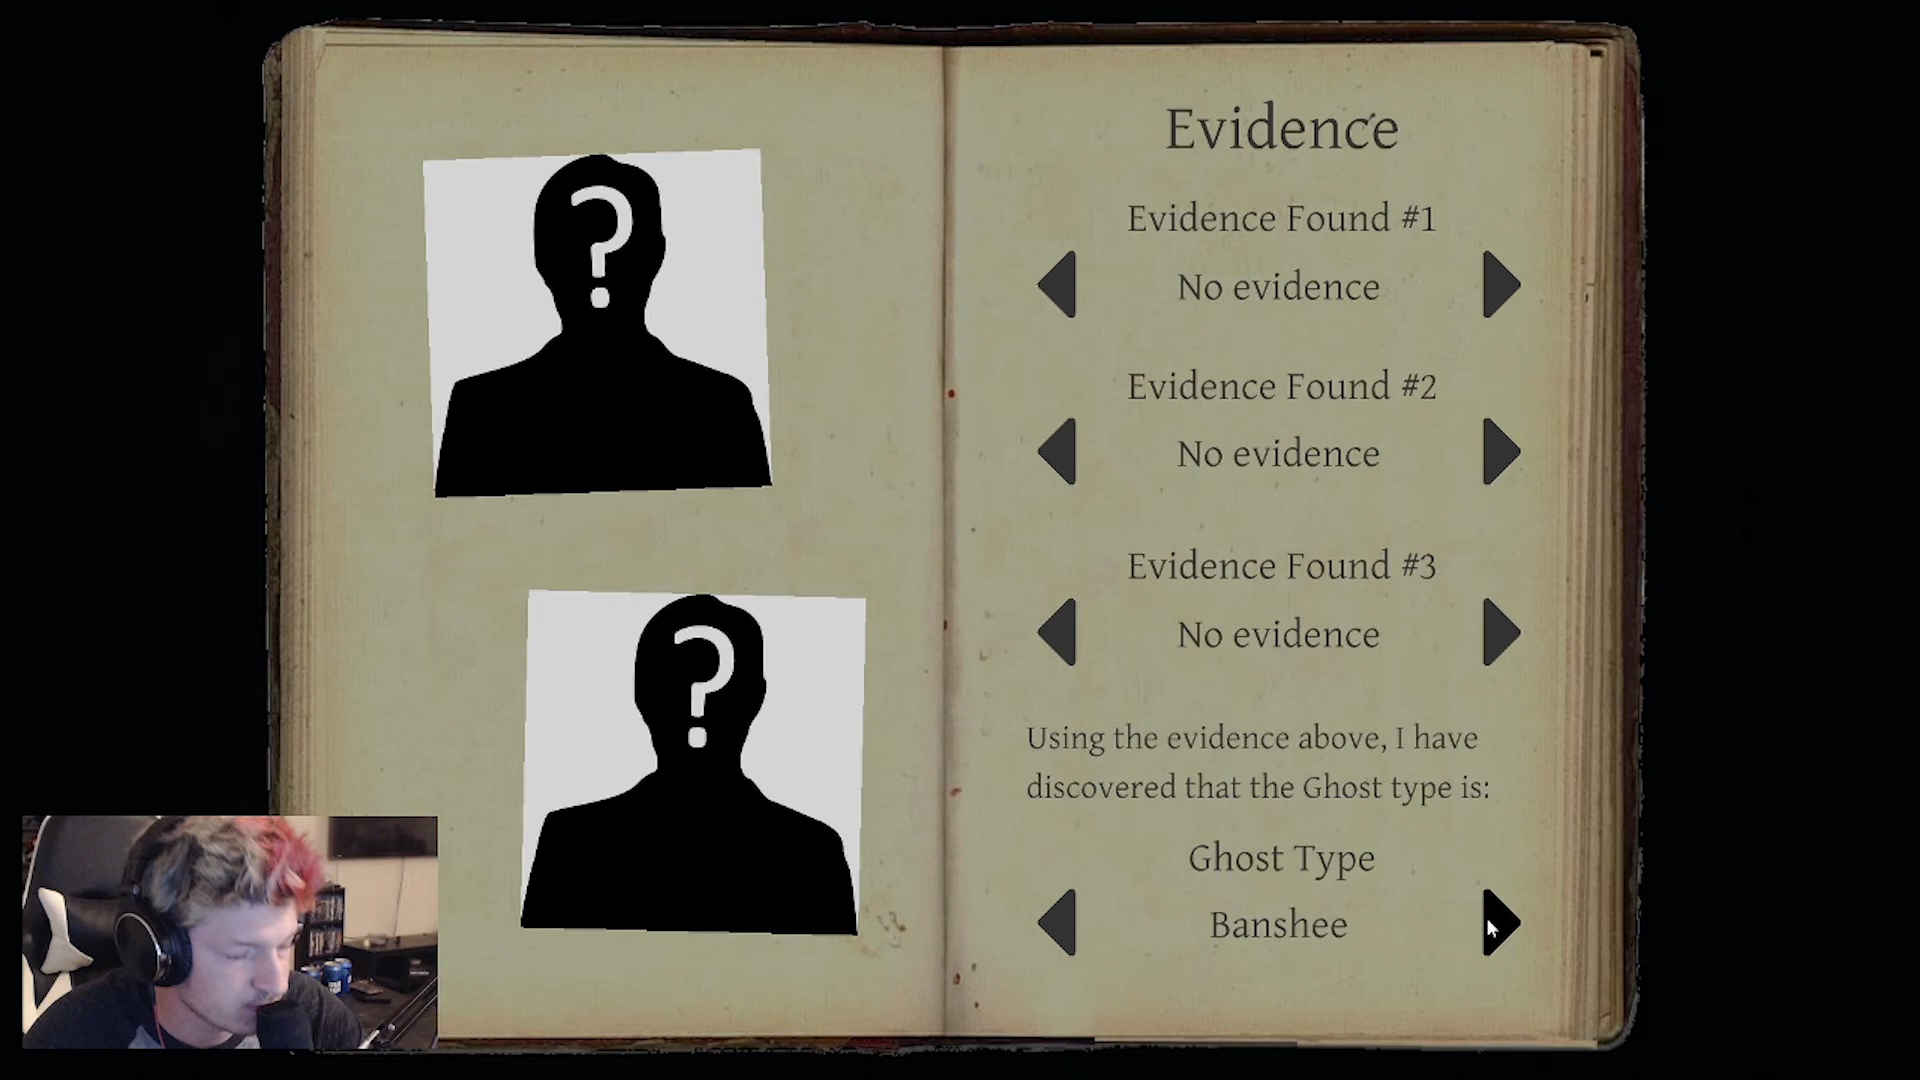 ?
?
Evidence
Evidence Found #1
No evidence
Evidence Found #2
No evidence
Evidence Found #3
No evidence
Using the evidence above, I have
discovered that the Ghost type is:
Ghost Type
Banshee